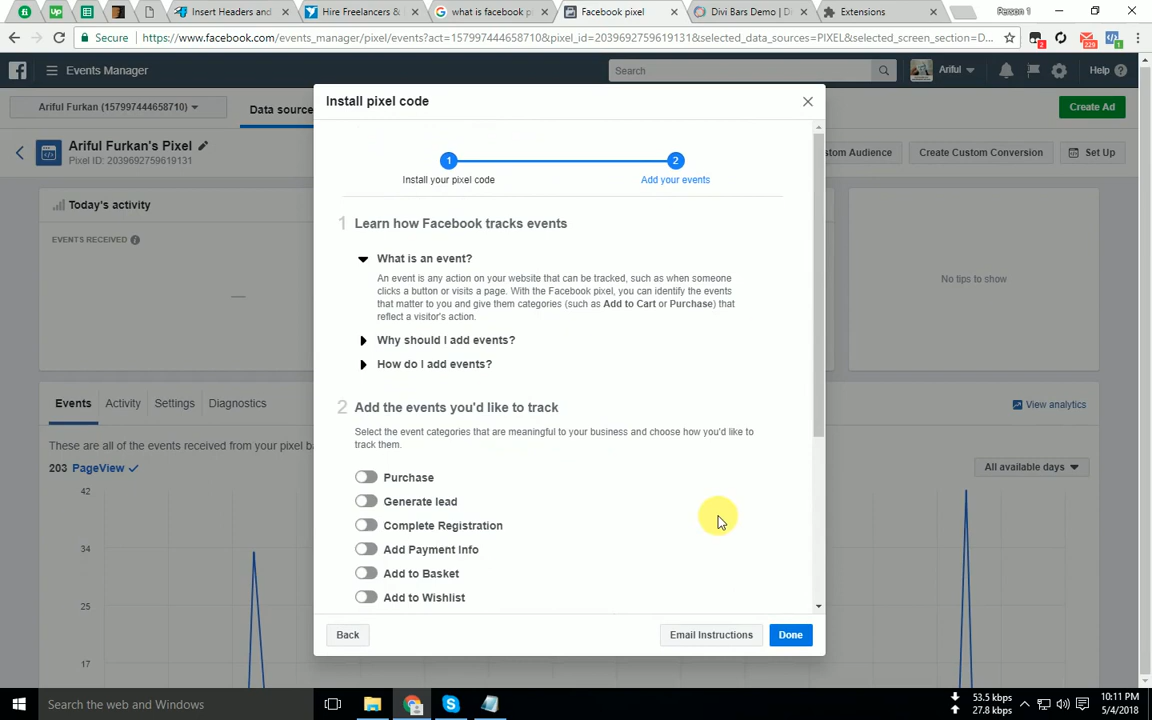 Insert Headers and
Hire Freelancers &
what is facebook p
Facebook pixel
Divi Bars Demo | Di
Extensions
Person 1
Secure
https://www.facebook.com/events_manager/pixel/events?act=157997444658710&pixel_id=2039692759619131&selected_data_sources=PIXEL&selected_screen_section=D...
2
229
1
Events Manager
Search
Ariful
Help
Ariful Furkan (157997444658710)
Data source
Create Ad
Ariful Furkan's Pixel
Pixel ID: 2039692759619131
tom Audience
Create Custom Conversion
Set Up
Today's activity
EVENTS RECEIVED
No tips to show
Events
Activity
Settings
Diagnostics
View analytics
These are all of the events received from your pixel ba
203 PageView
All available days
42
34
25
17
Install pixel code
1
2
Install your pixel code
Add your events
1 Learn how Facebook tracks events
What is an event?
An event is any action on your website that can be tracked, such as when someone
clicks a button or visits a page. With the Facebook pixel, you can identify the events
that matter to you and give them categories (such as Add to Cart or Purchase) that
reflect a visitor's action.
Why should I add events?
How do I add events?
2 Add the events you'd like to track
Select the event categories that are meaningful to your business and choose how you'd like to
track them.
Purchase
Generate lead
Complete Registration
Add Payment Info
Add to Basket
Add to Wishlist
Back
Email Instructions
Done
Search the web and Windows
53.5 kbps
27.8 kbps
10:11 PM
5/4/2018